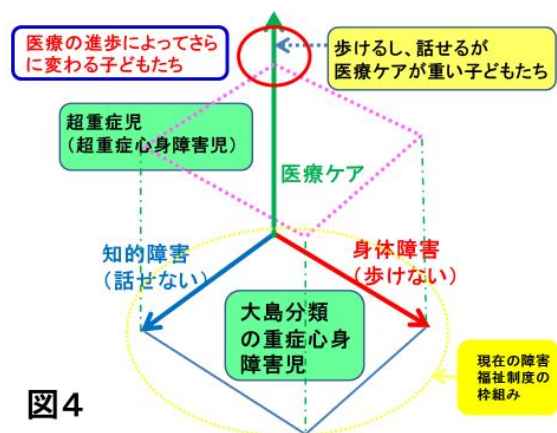 医療の進歩によってさら
に変わる子どもたち
歩けるし、話せるが
医療ケアが重い子どもたち
超重症児
(超重症心身障害児)
医療ケア
知的障害
(話せない)
身体障害
(歩けない)
大島分類
の重症心身
障害児
現在の障害
福祉制度の
枠組み
図4